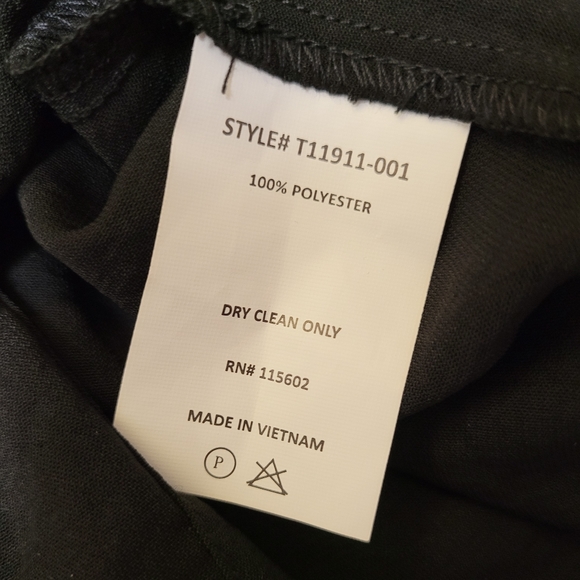 STYLE# T11911-001
100% POLYESTER
DRY CLEAN ONLY
RN# 115602
MADE IN VIETNAM
P